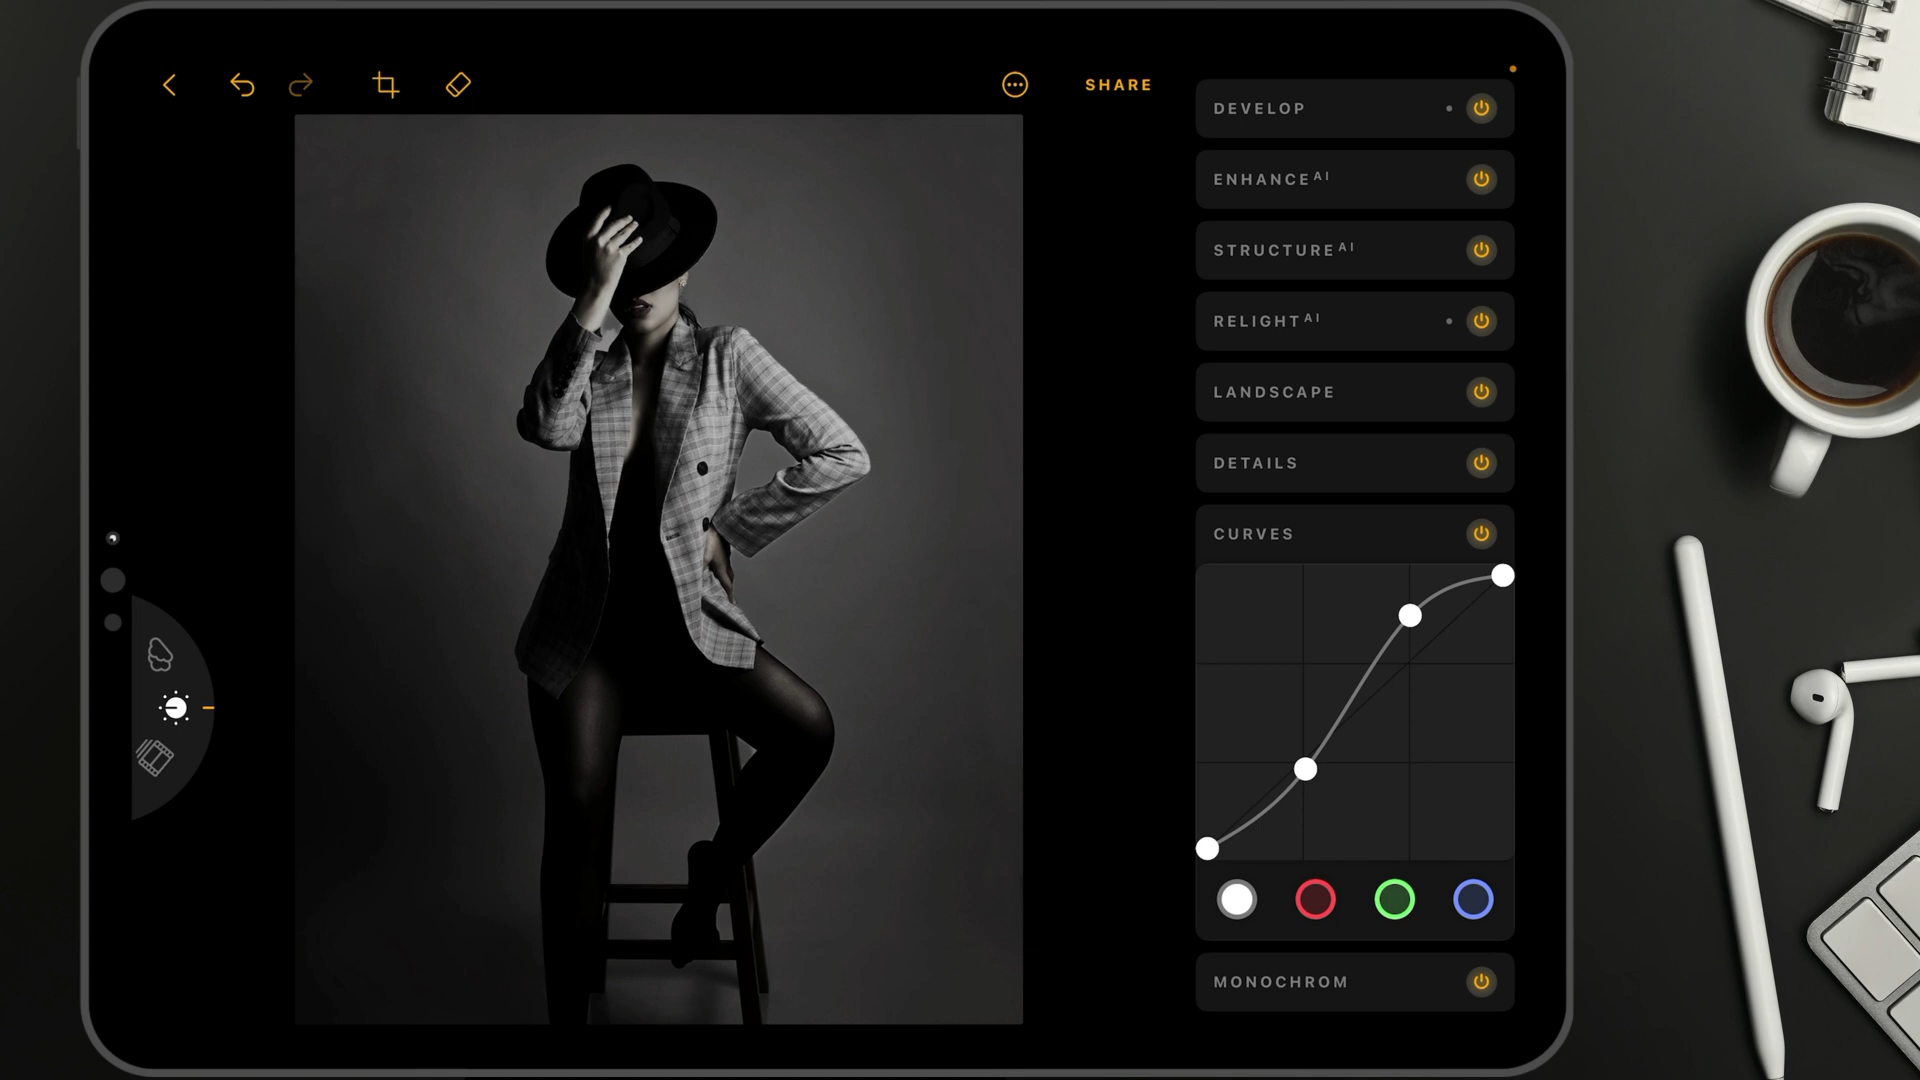 SHARE
DEVELOP
ENHANCE AI
STRUCTURE AI
RELIGHT AI
LANDSCAPE
DETAILS
CURVES
MONOCHROM